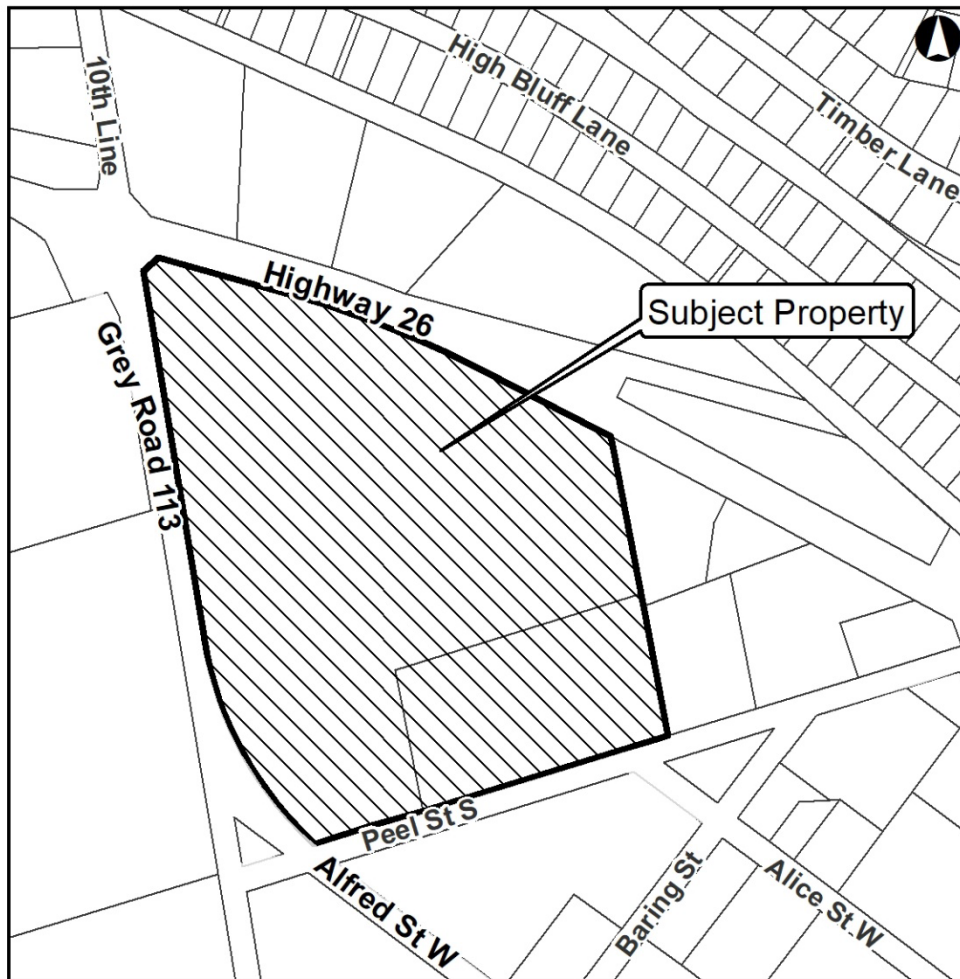 10th Line
High Bluff Lane
Timber Lane
Highway 26
Subject Property
Grey Road 113
Peel St S
Alfred St W
Baring St
Alice St W